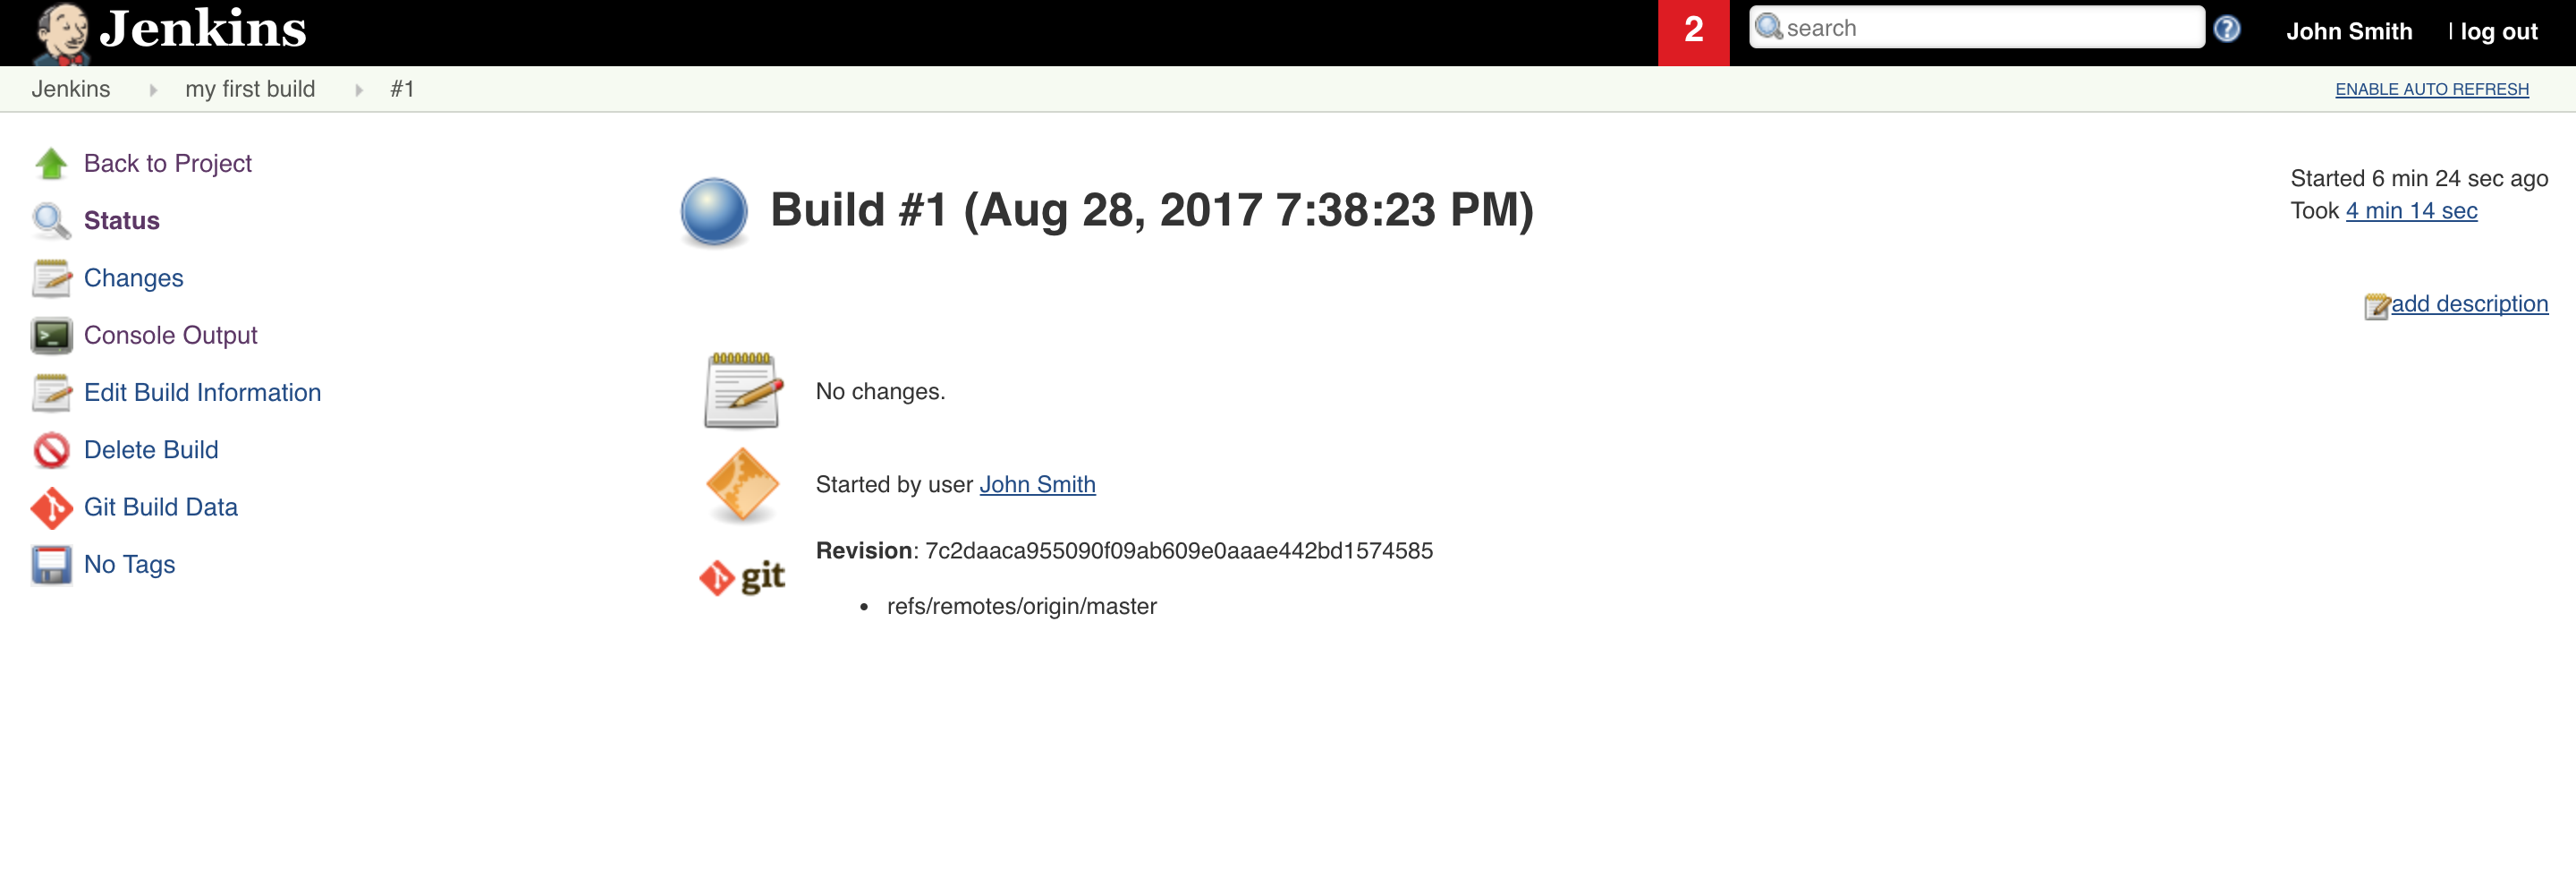 Jenkins
2
search
John Smith
| log out
Jenkins
my first build
#1
ENABLE AUTO REFRESH
Back to Project
Status
Changes
Console Output
Edit Build Information
Delete Build
Git Build Data
No Tags
Build #1 (Aug 28, 2017 7:38:23 PM)
Started 6 min 24 sec ago
Took 4 min 14 sec
add description
No changes.
Started by user John Smith
git
Revision: 7c2daaca955090f09ab609e0aaae442bd1574585
• refs/remotes/origin/master